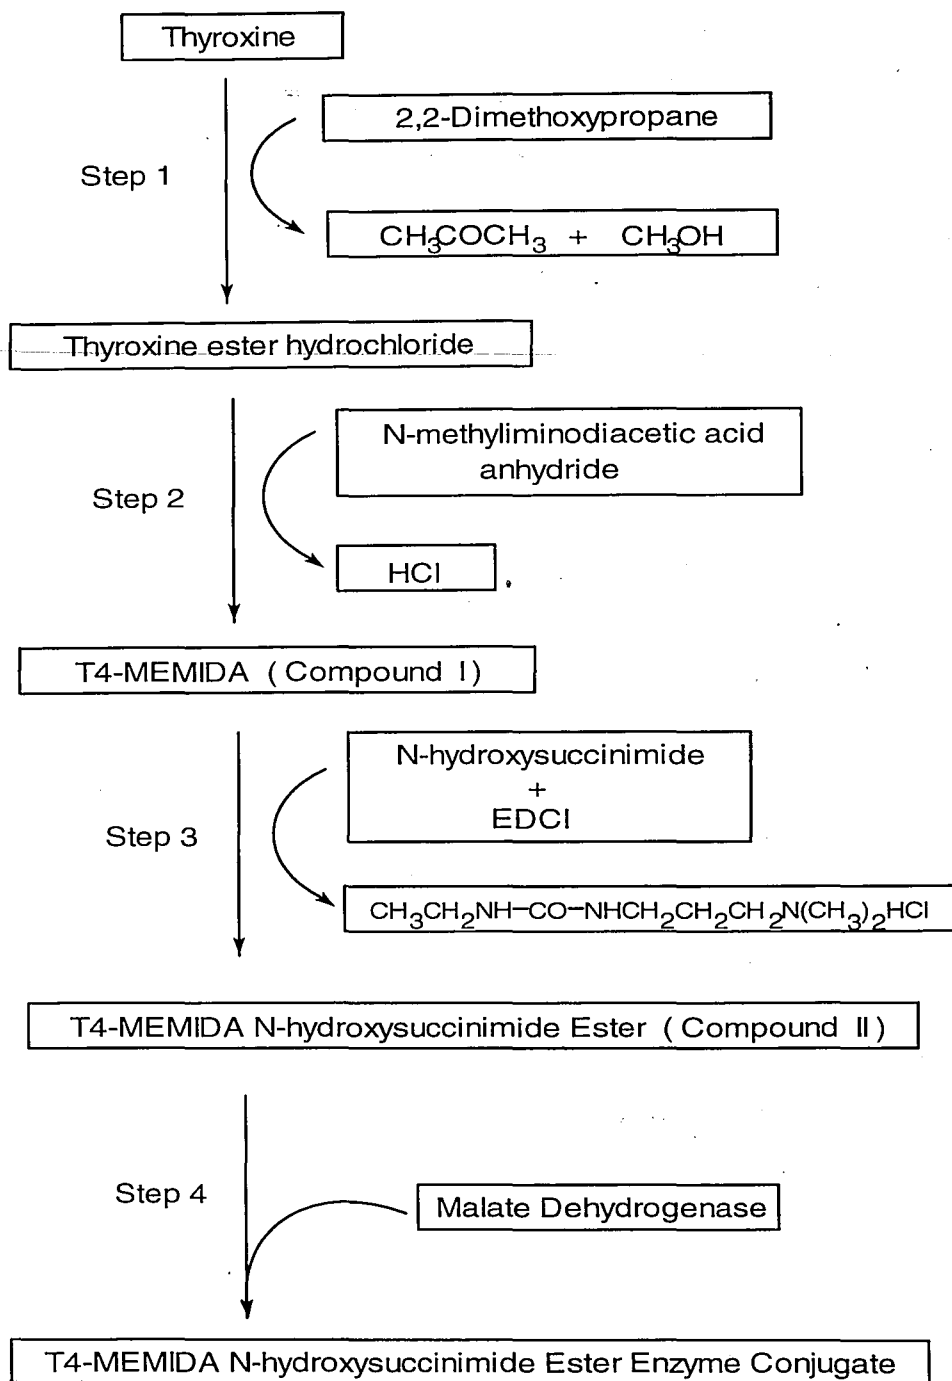 Thyroxine
2,2-Dimethoxypropane
Step 1
CH3COCH3 + CH3OH
Thyroxine ester hydrochloride
N-methyliminodiacetic acid
anhydride
Step 2
HCl
T4-MEMIDA ( Compound I )
N-hydroxysuccinimide
+
EDCI
Step 3
CH3CH2NH-CO-NHCH2CH2CH2N(CH3)2HCl
T4-MEMIDA N-hydroxysuccinimide Ester ( Compound II )
Step 4
Malate Dehydrogenase
T4-MEMIDA N-hydroxysuccinimide Ester Enzyme Conjugate